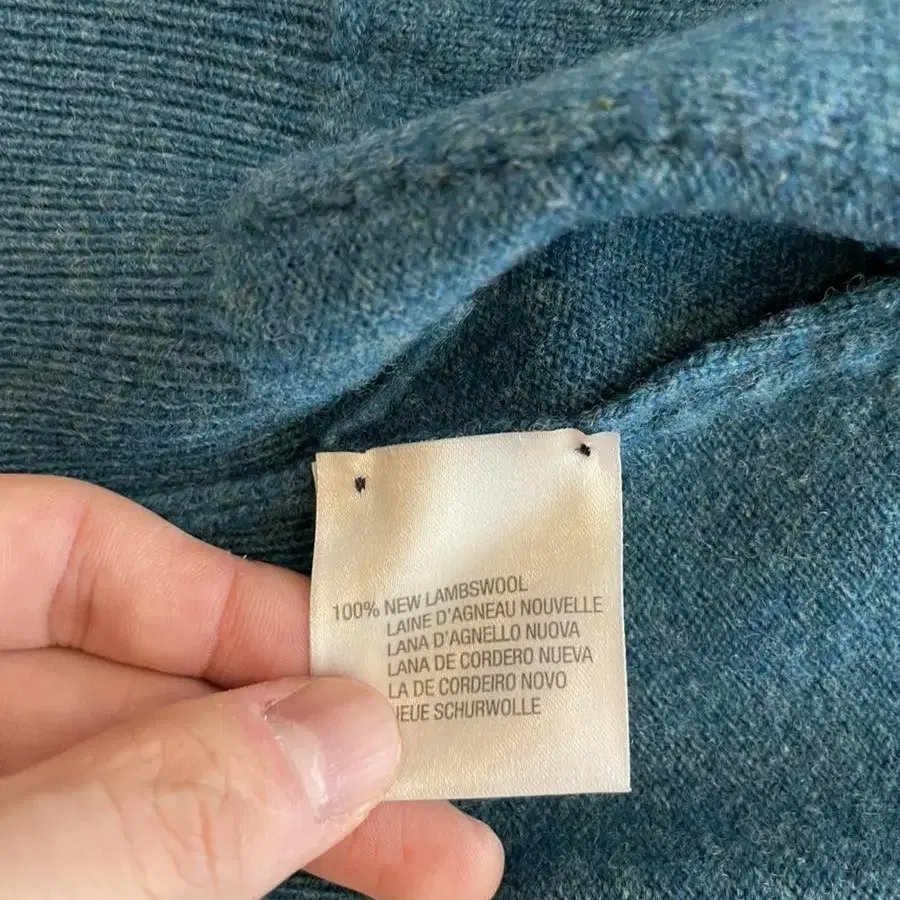 100% NEW LAMBSWOOL
LAINE D'AGNEAU NOUVELLE
LANA D'AGNELLO NUOVA
LANA DE CORDERO NUEVA
LA DE CORDEIRO NOVO
NEUE SCHURWOLLE